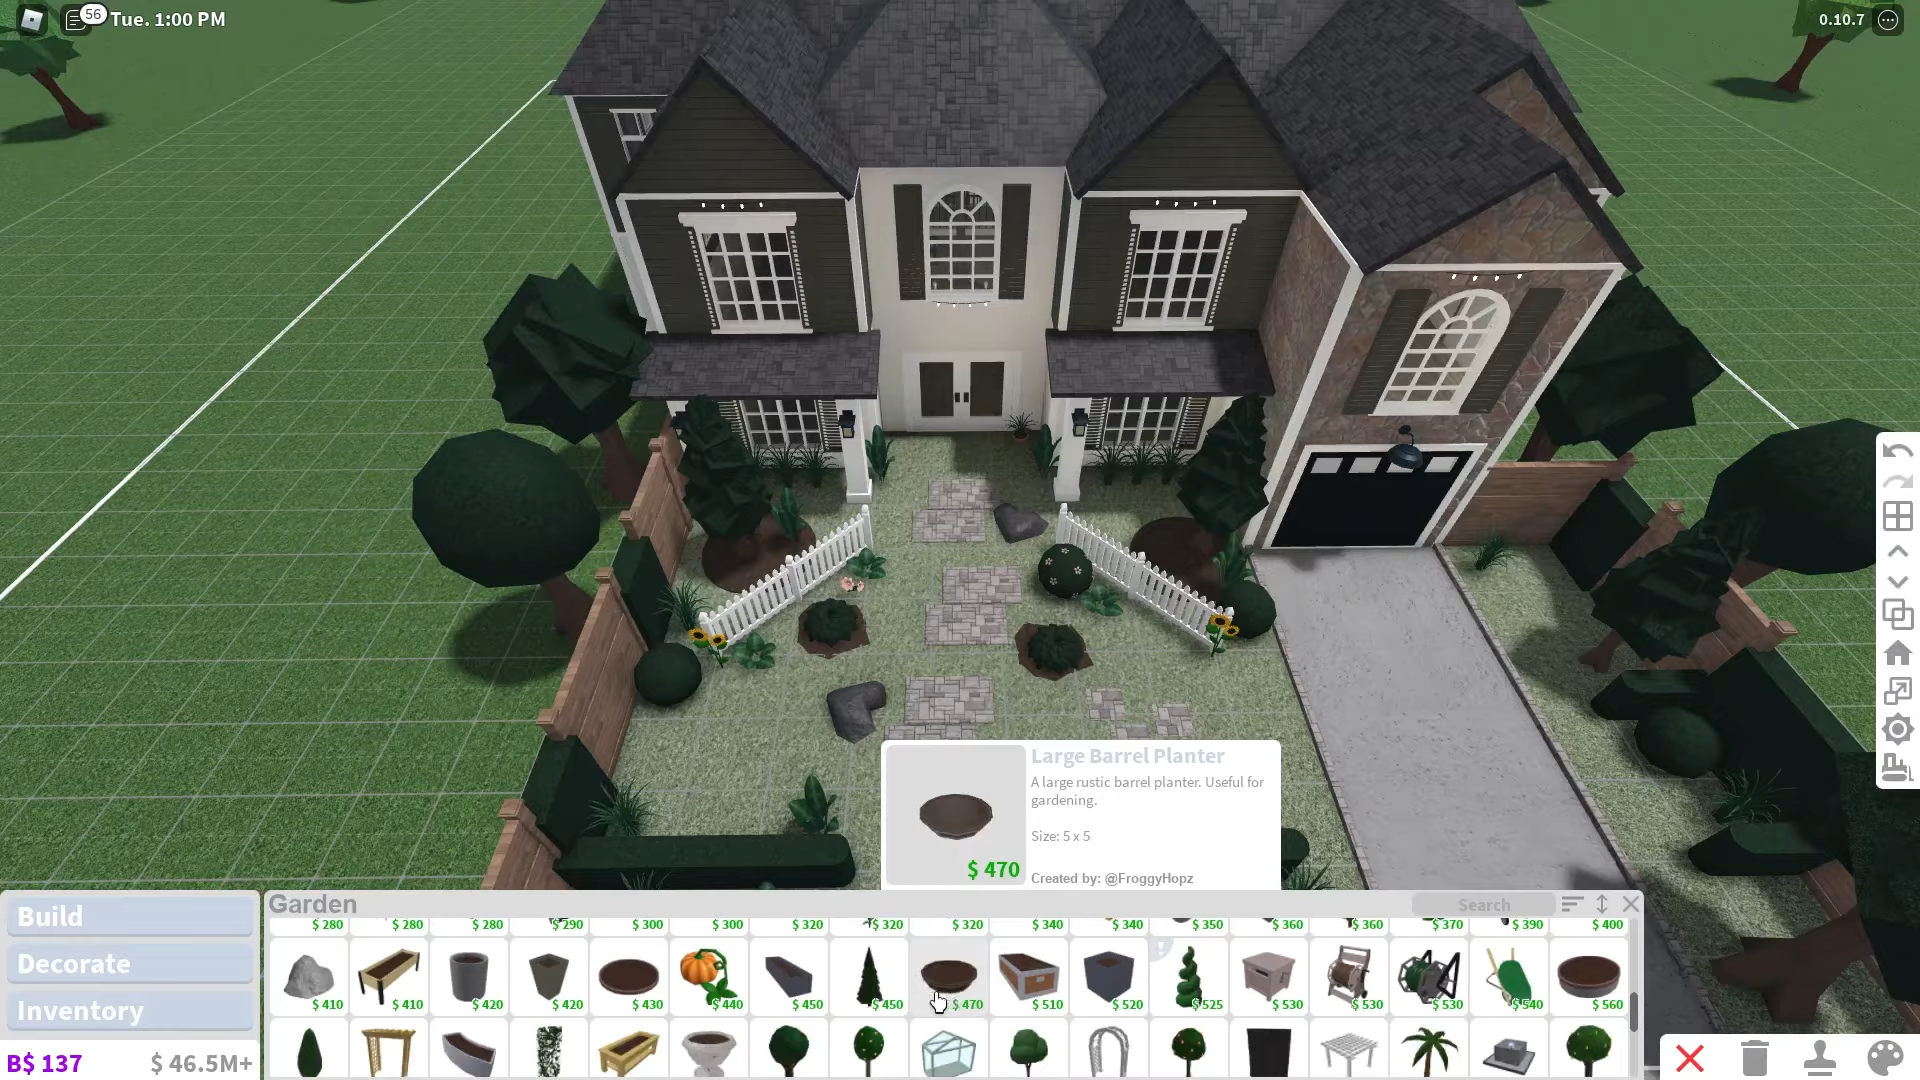 56
Tue. 1:00 PM
0.10.7
Large Barrel Planter
A large rustic barrel planter. Useful for
gardening.
Size: 5 x 5
$ 470
Created by: @FroggyHopz
Build
Decorate
Inventory
B$ 137
$ 46.5M+
Garden
Search
$ 280 $ 280 $ 280 $290 $ 300 $ 300 $ 320 $ 320 $ 320 $ 340 $ 340 $ 350 $ 360 $ 360 $ 370 $ 390 $ 400
$ 410 $ 410 $ 420 $ 420 $ 430 $ 440 $ 450 $ 450 $ 470 $ 510 $ 520 $ 525 $ 530 $ 530 $ 530 $ 540 $ 560